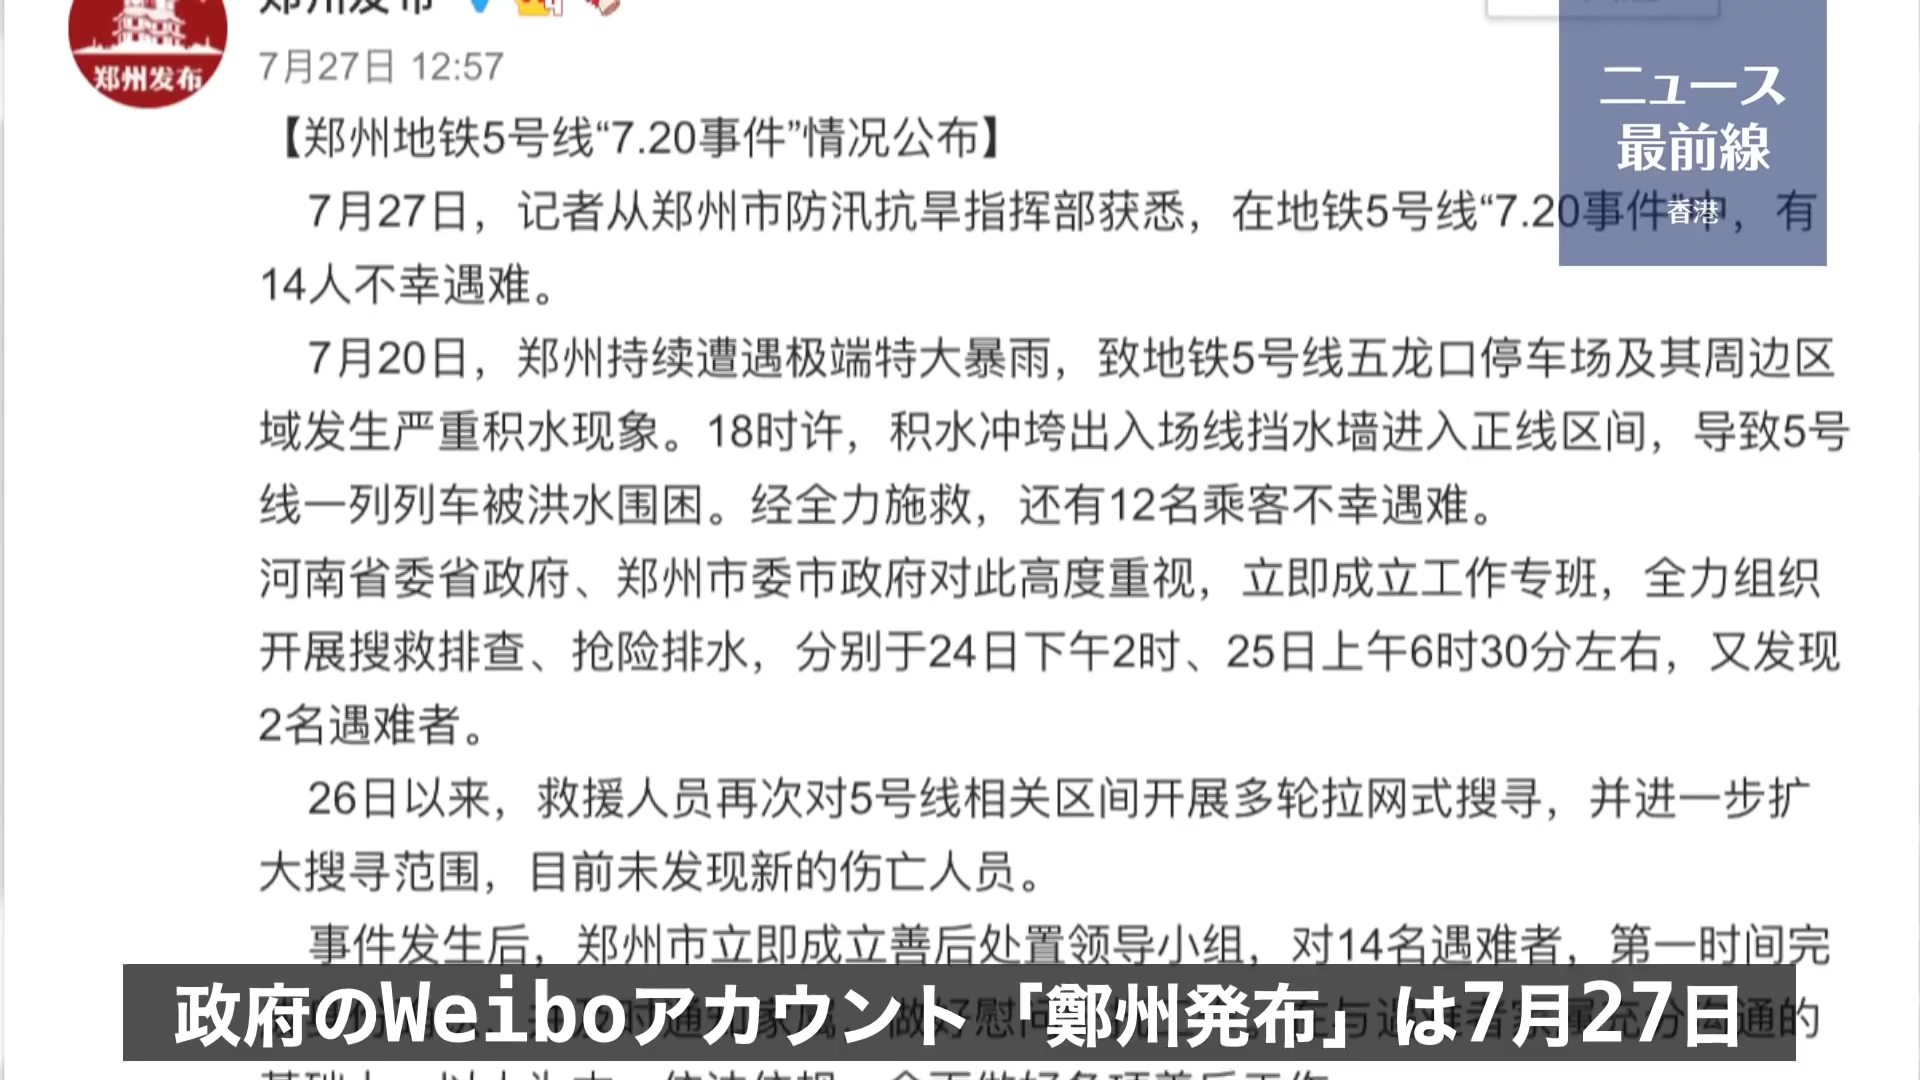 郑州发布
郑州发布
7月27日 12:57
【郑州地铁5号线“7.20事件”情况公布】
7月27日，记者从郑州市防汛抗旱指挥部获悉，在地铁5号线“7.20事件”中，有
14人不幸遇难。
7月20日，郑州持续遭遇极端特大暴雨，致地铁5号线五龙口停车场及其周边区
域发生严重积水现象。18时许，积水冲垮出入场线挡水墙进入正线区间，导致5号
线一列列车被洪水围困。经全力施救，还有12名乘客不幸遇难。
河南省委省政府、郑州市委市政府对此高度重视，立即成立工作专班，全力组织
开展搜救排查、抢险排水，分别于24日下午2时、25日上午6时30分左右，又发现
2名遇难者。
26日以来，救援人员再次对5号线相关区间开展多轮拉网式搜寻，并进一步扩
大搜寻范围，目前未发现新的伤亡人员。
事件发生后，郑州市立即成立善后处置领导小组，对14名遇难者，第一时间完
通的
ニュース
最前線
香港
政府のWeiboアカウント「鄭州発布」は7月27日